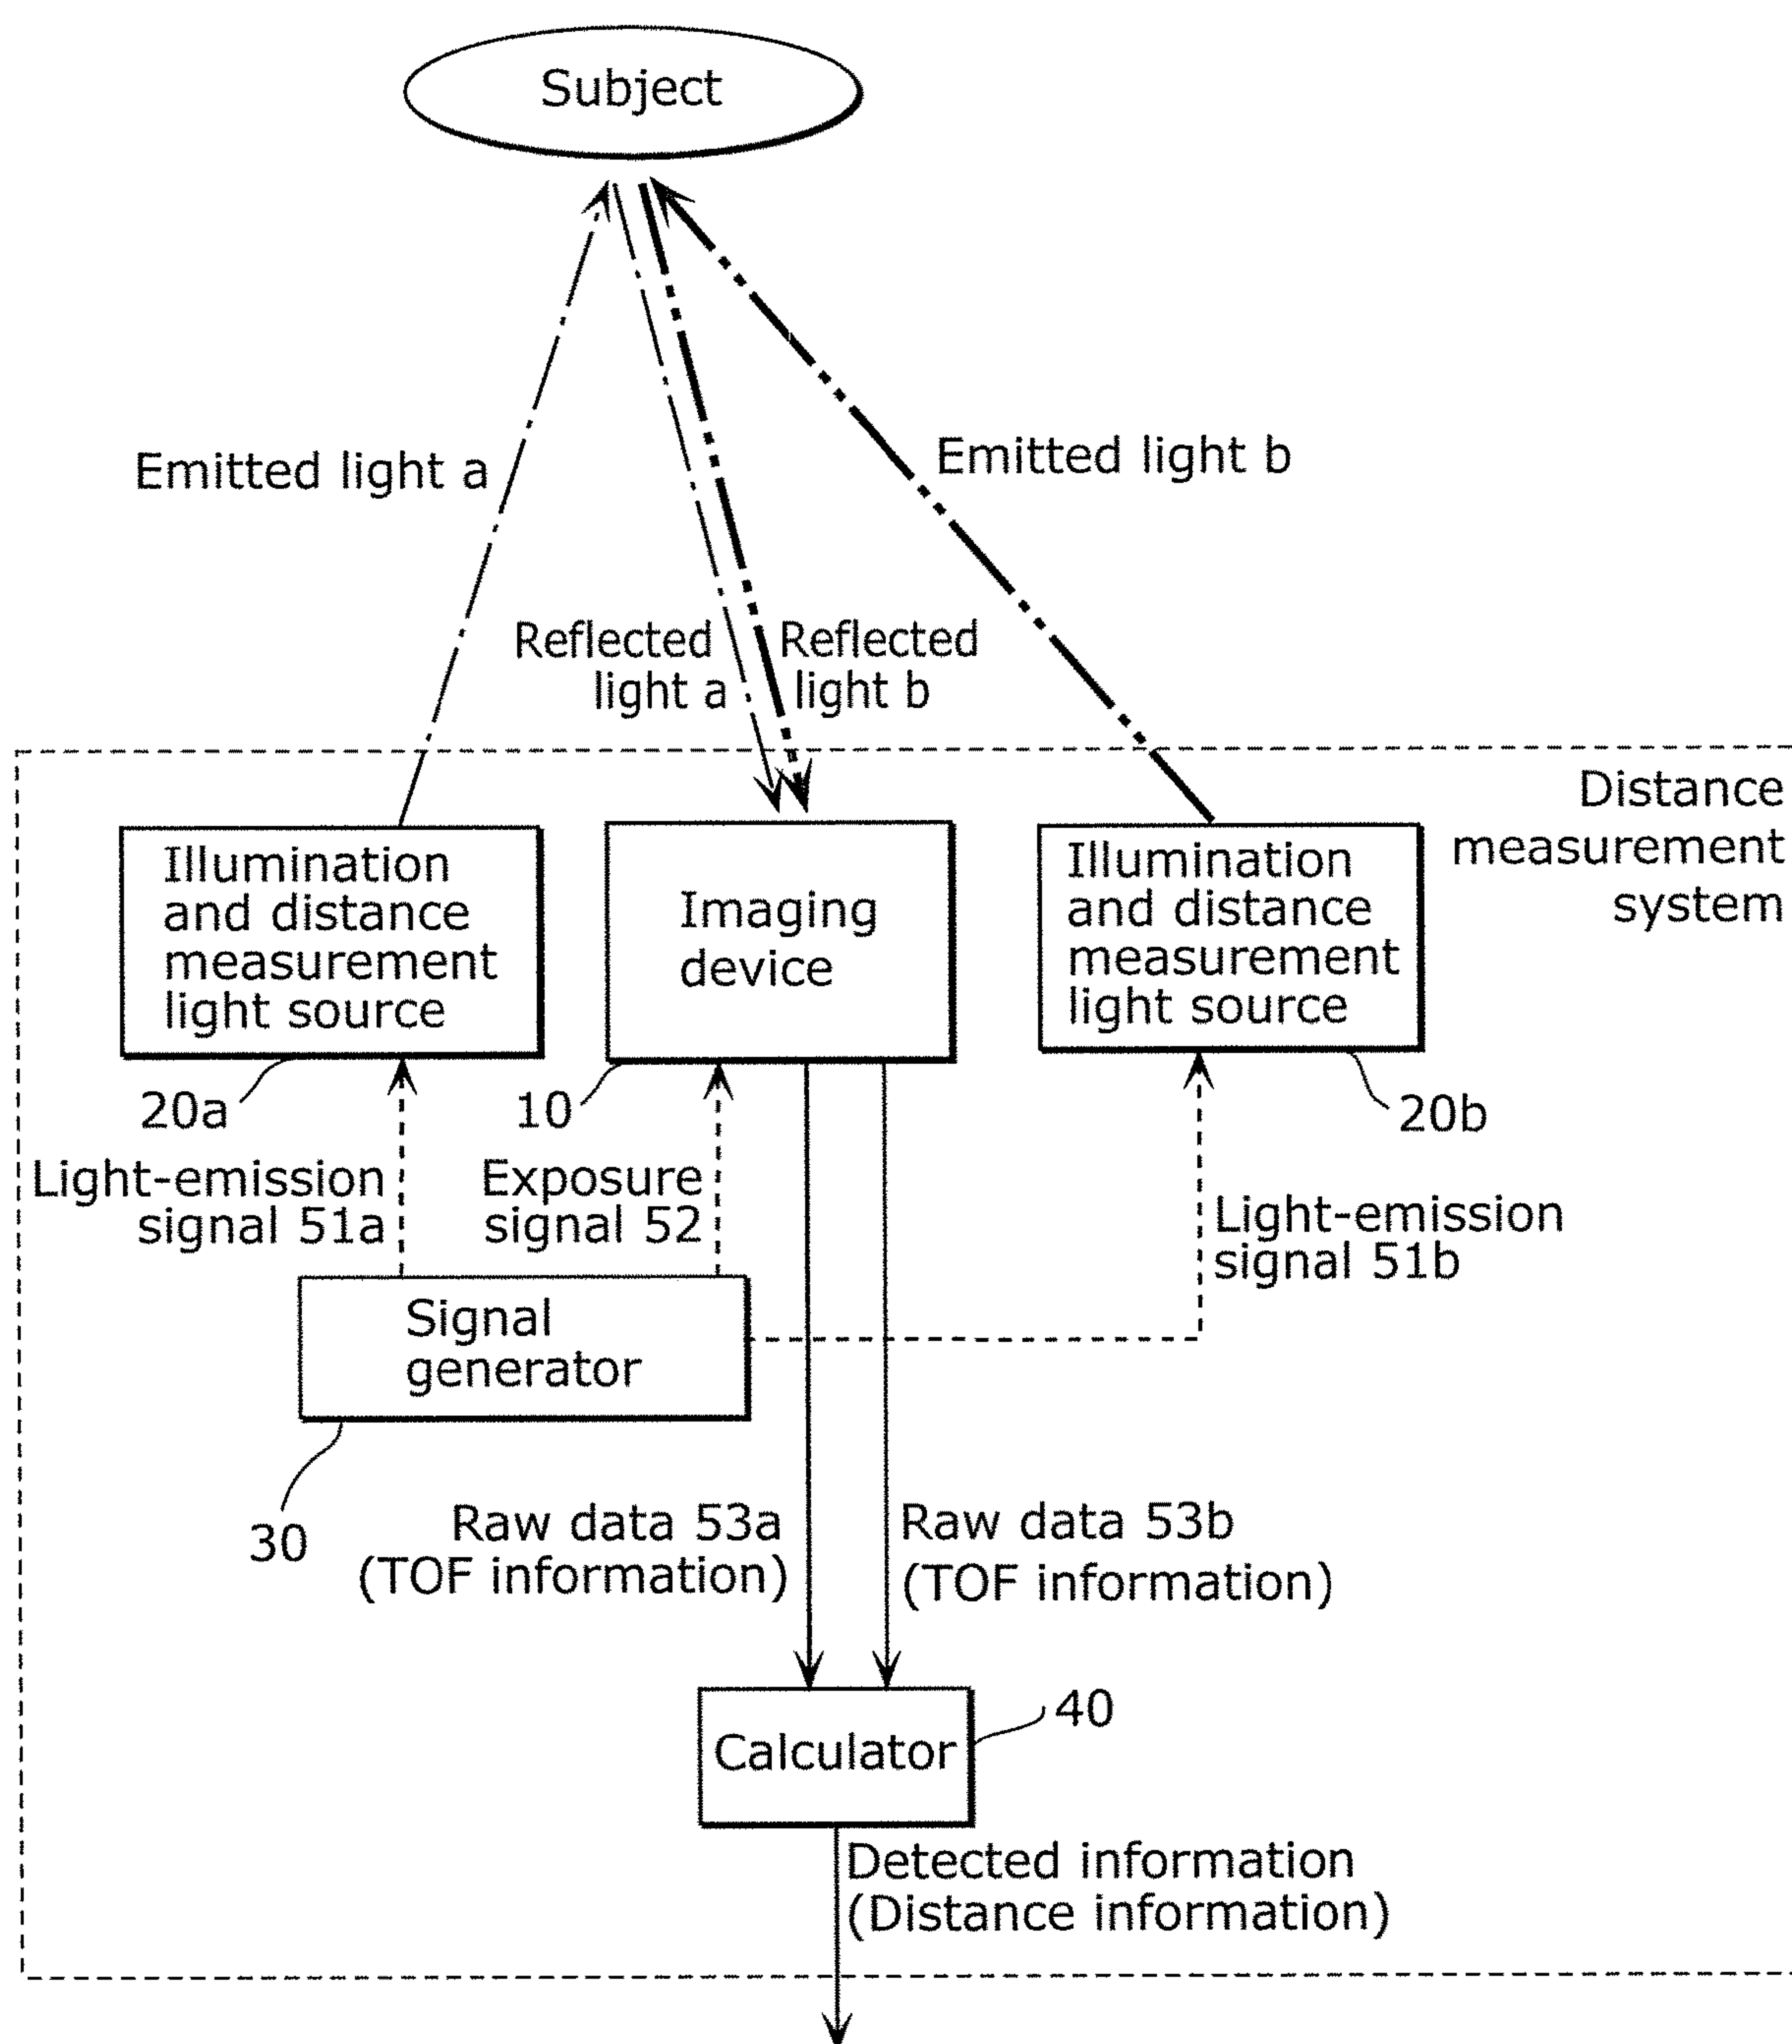 Subject
Emitted light a
Emitted light b
Reflected
light a
Reflected
light b
Distance
measurement
system
Illumination
and distance
measurement
light source
Imaging
device
Illumination
and distance
measurement
light source
20a
10
20b
Light-emission
signal 51a
Exposure
signal 52
Light-emission
signal 51b
Signal
generator
30
Raw data 53a
(TOF information)
Raw data 53b
(TOF information)
Calculator
40
Detected information
(Distance information)